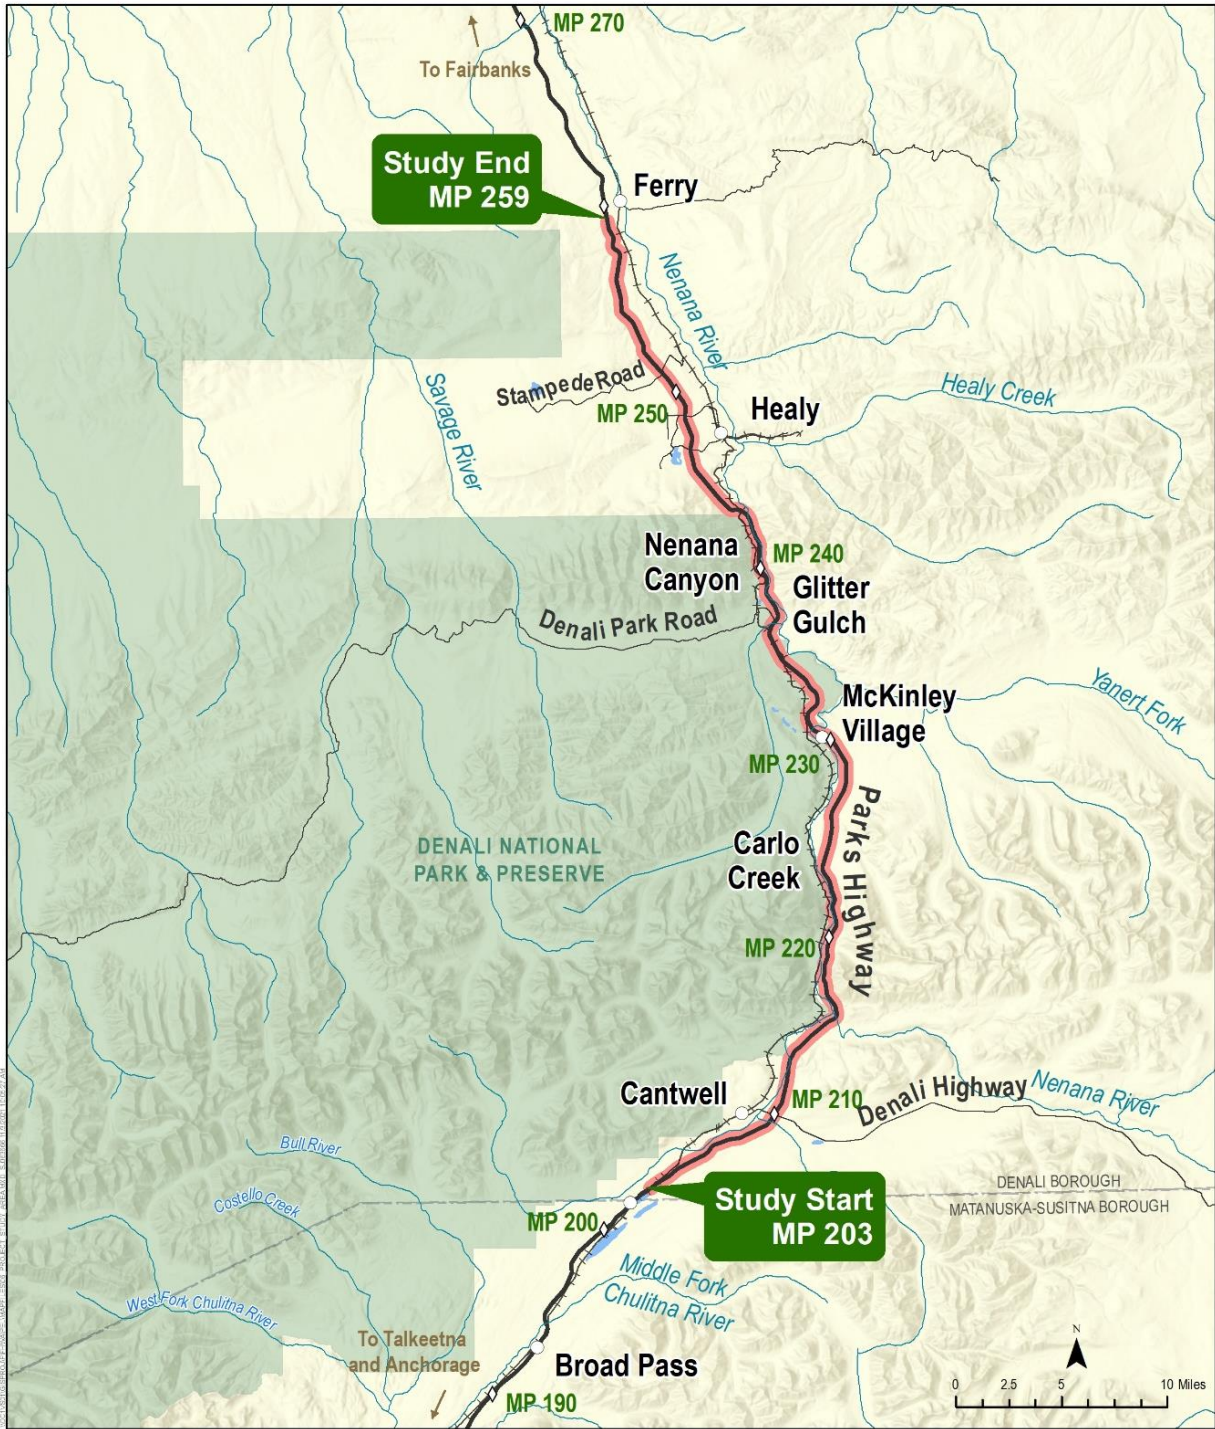 MP 270
To Fairbanks
Study End
MP 259
Ferry
Nenana River
Stampede Road
MP 250
Healy
Healy Creek
Savage River
Nenana
Canyon
MP 240
Glitter
Gulch
Denali Park Road
McKinley
Village
Yanert Fork
MP 230
Parks Highway
DENALI NATIONAL
PARK & PRESERVE
Carlo
Creek
MP 220
Cantwell
MP 210
Denali Highway
Nenana River
Bull River
Costello Creek
Study Start
MP 203
DENALI BOROUGH
MATANUSKA-SUSITNA BOROUGH
MP 200
Middle Fork
Chulitna River
West Fork Chulitna River
To Talkeetna
and Anchorage
Broad Pass
MP 190
N
0 2.5 5 10 Miles